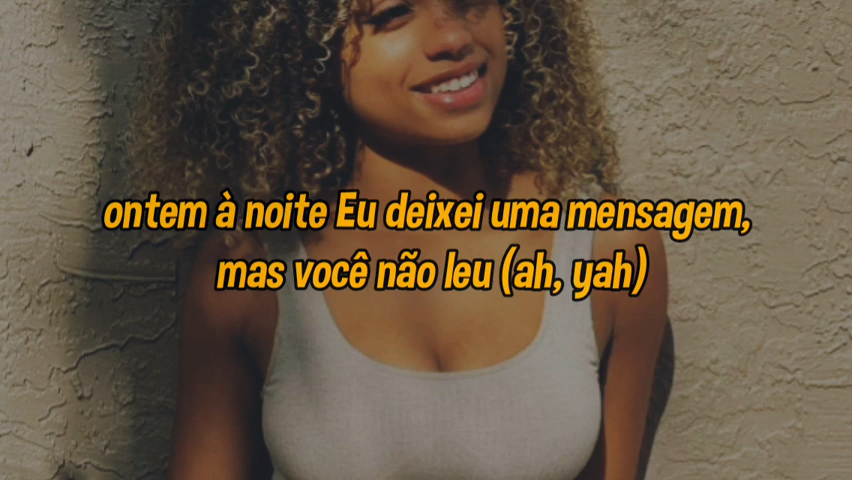 ontem à noite Eu deixei uma mensagem,
mas você não leu (ah, yah)